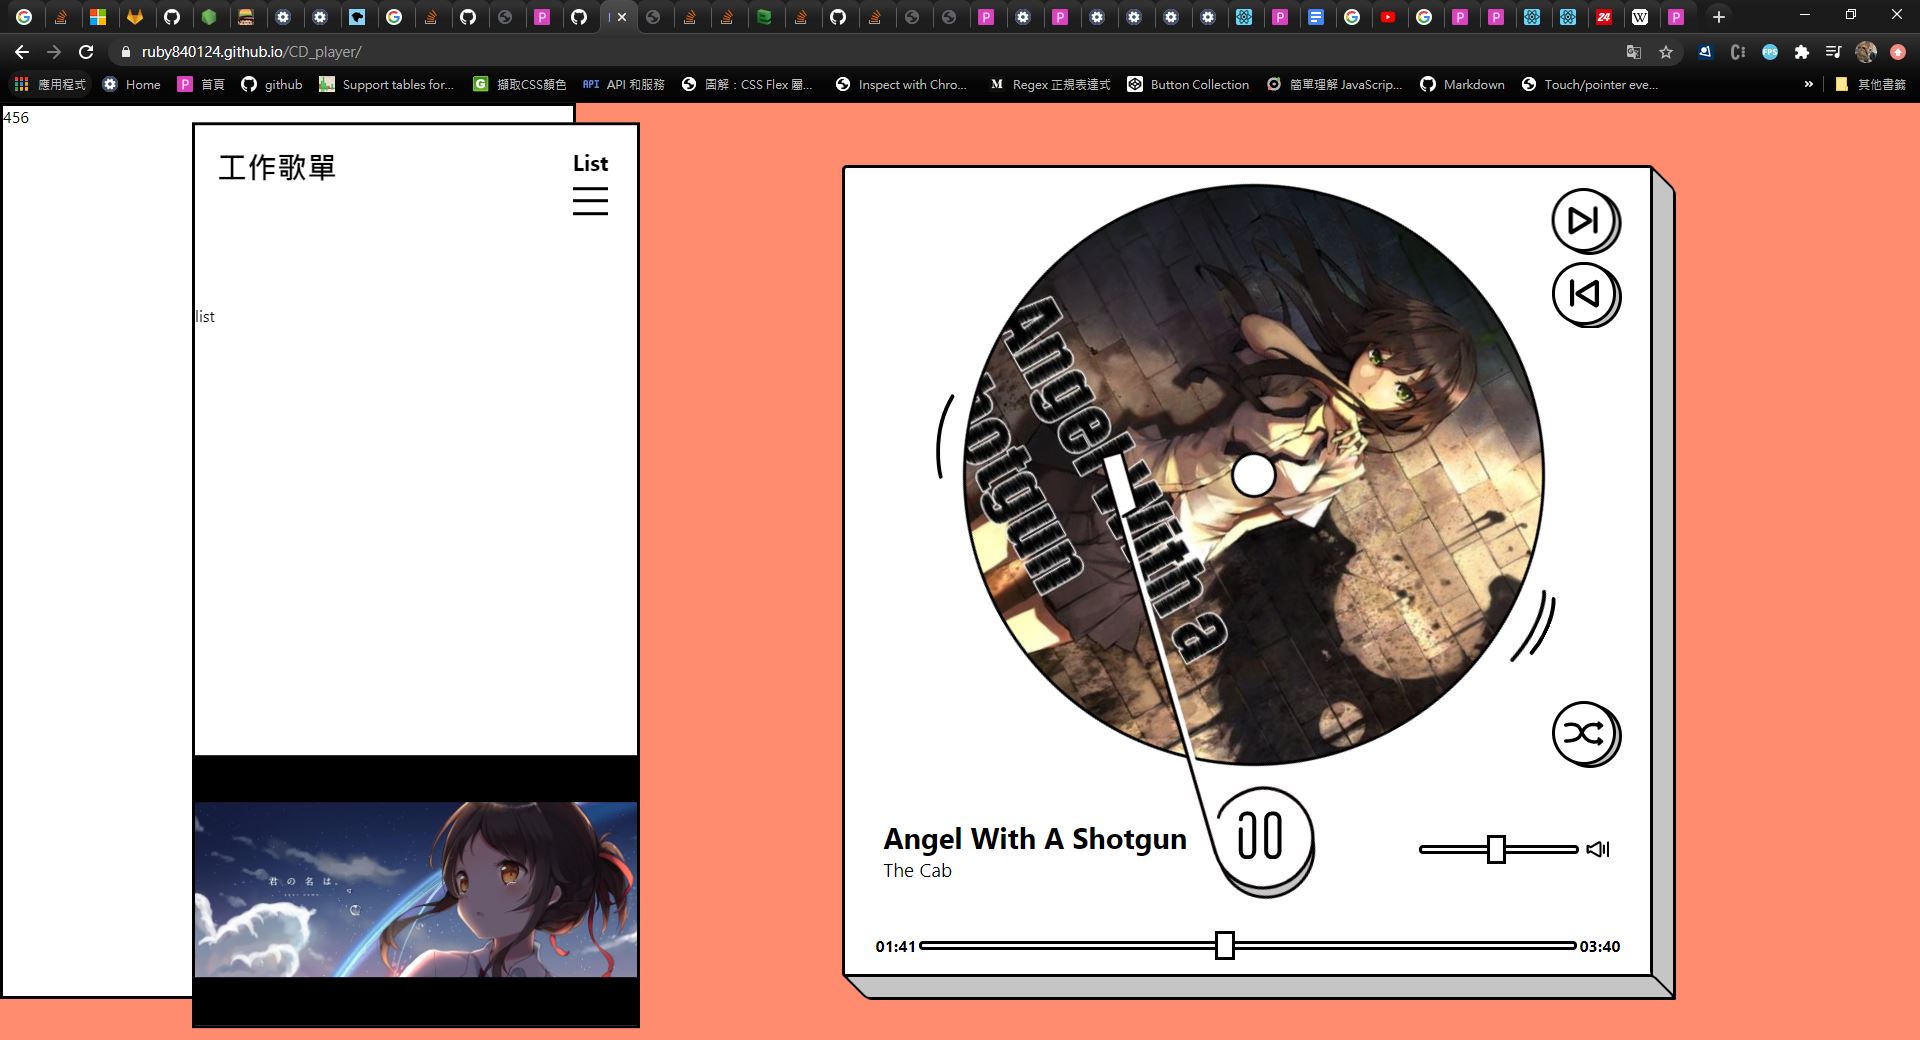 24
W
ruby840124.github.io/CD_player/
FPS
應用程式
Home
首頁
github
Support tables for...
擷取CSS顏色
API
API 和服務
圖解：CSS Flex 屬...
Inspect with Chro...
M
Regex 正規表達式
Button Collection
簡單理解 JavaScrip...
Markdown
Touch/pointer eve...
»
其他書籤
456
工作歌單
List
list
君の名は。
Angel With a
Shotgun
Angel With A Shotgun
The Cab
01:41
03:40